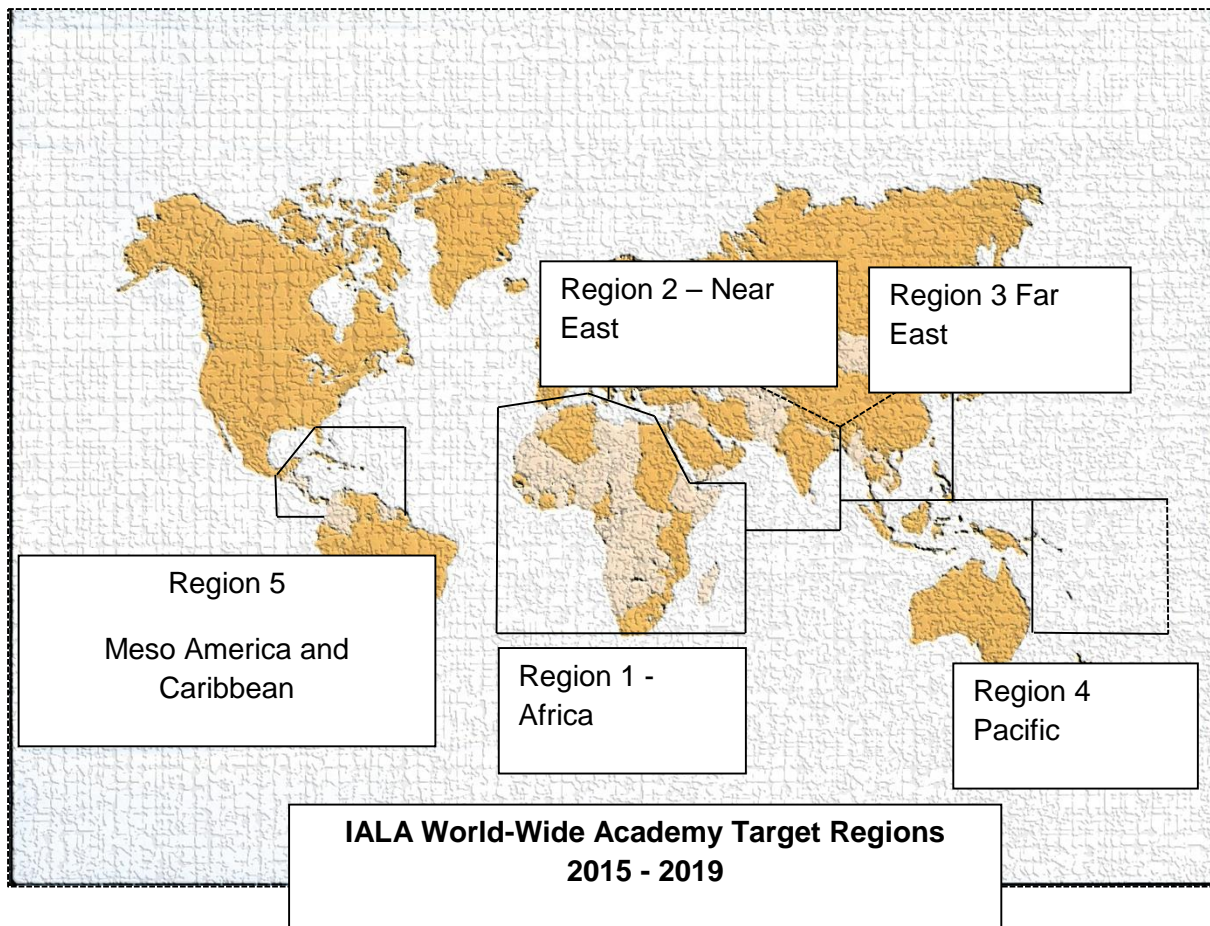 Region 2 – Near
East
Region 3 Far
East
Region 5
Meso America and
Caribbean
Region 1 -
Africa
Region 4
Pacific
IALA World-Wide Academy Target Regions
2015 - 2019